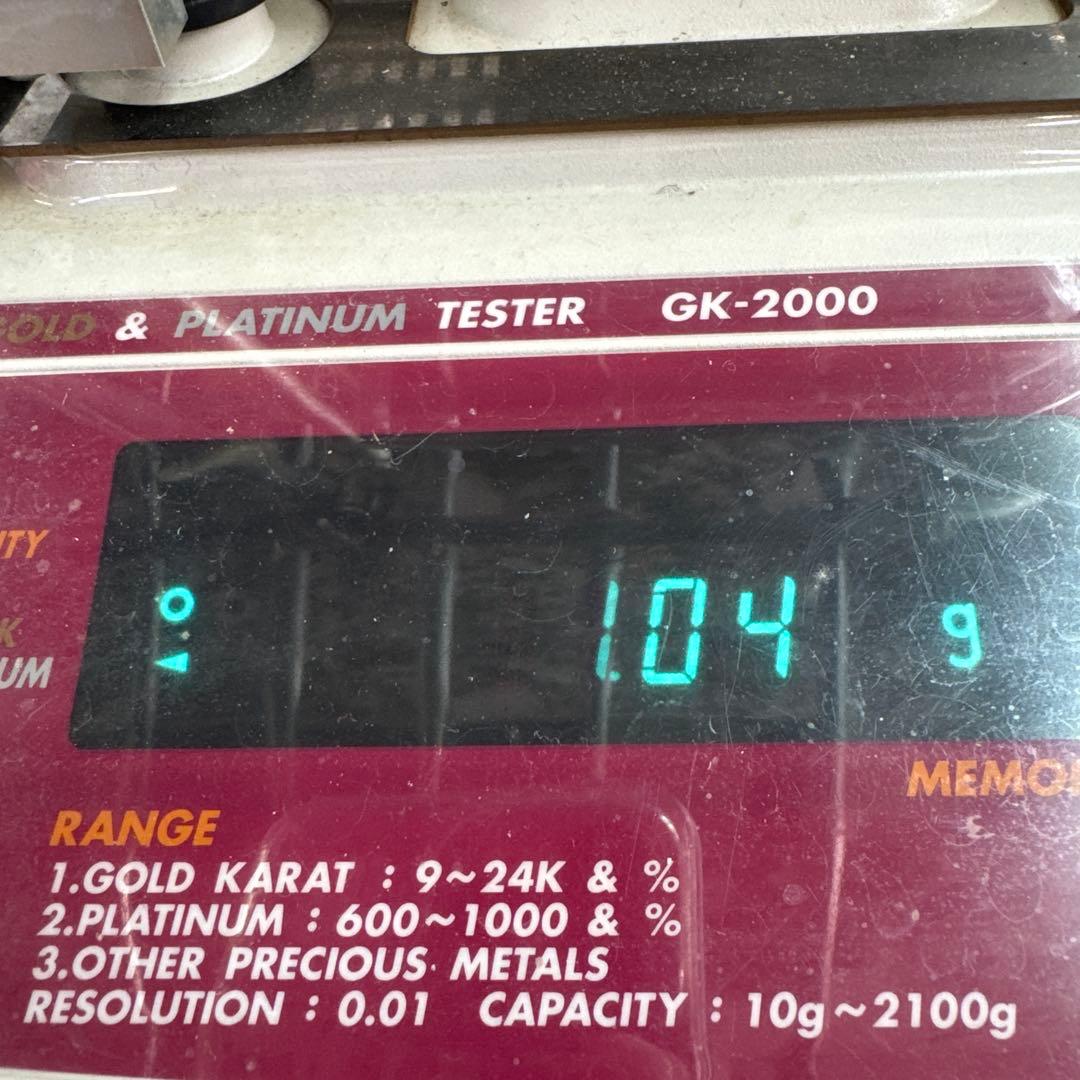 GOLD & PLATINUM TESTER GK-2000
1.04 g
RANGE
1.GOLD KARAT : 9~24K & %
2.PLATINUM : 600~1000 & %
3.OTHER PRECIOUS METALS
RESOLUTION : 0.01 CAPACITY : 10g~2100g